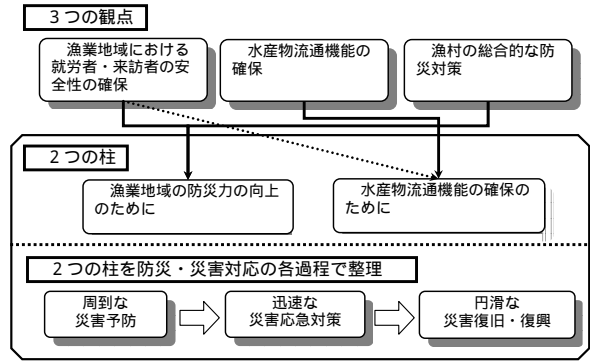 ３つの観点
漁業地域における
就労者・来訪者の安
全性の確保
水産物流通機能の
確保
漁村の総合的な防
災対策
２つの柱
漁業地域の防災力の向上
のために
水産物流通機能の確保の
ために
２つの柱を防災・災害対応の各過程で整理
周到な
災害予防
迅速な
災害応急対策
円滑な
災害復旧・復興